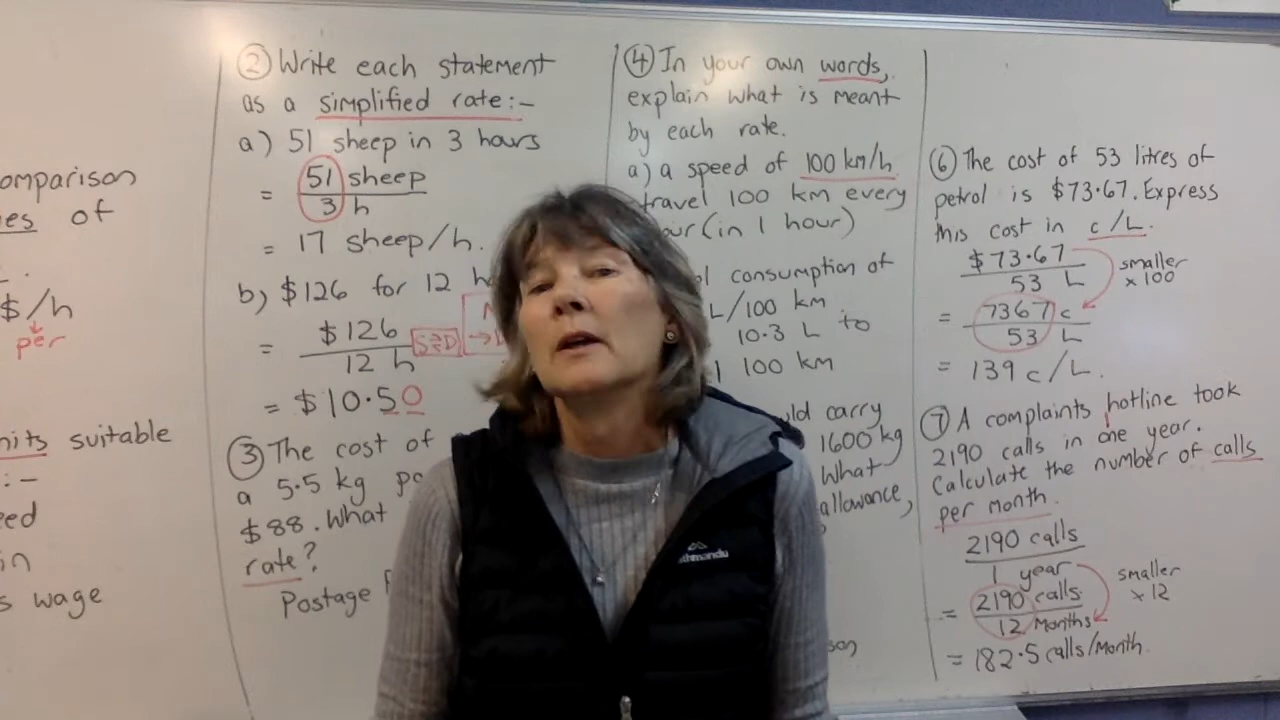 omparison
es of
$/h
per
nits suitable
:-
eed
in
s wage
② Write each statement
as a simplified rate:-
a) 51 sheep in 3 hours
= 51 sheep
3 h
= 17 sheep/h.
b) $126 for 12 h
= $126
12 h
S⇄D
→D
= $10.50
③ The cost of
a 5.5 kg
$88. What
rate?
Postage
④ In your own words,
explain what is meant
by each rate.
a) a speed of 100 km/h
travel 100 km every
our (in 1 hour)
consumption of
L/100 km
10.3 L to
100 km
uld carry
1600 kg
What
allowance,
son
kathmandu
⑥ The cost of 53 litres of
petrol is $73.67. Express
this cost in c/L.
$73.67
53 L
smaller
x 100
= 7367 c
53 L
= 139 c/L.
⑦ A complaints hotline took
2190 calls in one year.
Calculate the number of calls
per month.
2190 calls
1 year
smaller
x 12
= 2190 calls
12 Months
= 182.5 calls/Month.